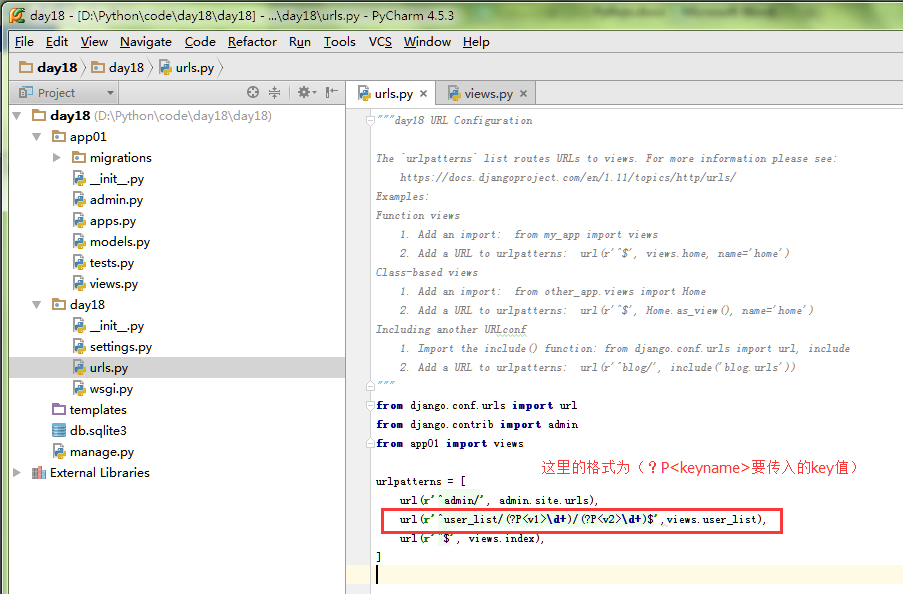 day18 - [D:\Python\code\day18\day18] - ...\day18\urls.py - PyCharm 4.5.3
File Edit View Navigate Code Refactor Run Tools VCS Window Help
day18 day18 urls.py
Project
urls.py views.py
day18 (D:\Python\code\day18\day18)
app01
migrations
__init__.py
admin.py
apps.py
models.py
tests.py
views.py
day18
__init__.py
settings.py
urls.py
wsgi.py
templates
db.sqlite3
manage.py
External Libraries
"""day18 URL Configuration
The `urlpatterns` list routes URLs to views. For more information please see:
https://docs.djangoproject.com/en/1.11/topics/http/urls/
Examples:
Function views
1. Add an import:  from my_app import views
2. Add a URL to urlpatterns:  url(r'^$', views.home, name='home')
Class-based views
1. Add an import:  from other_app.views import Home
2. Add a URL to urlpatterns:  url(r'^$', Home.as_view(), name='home')
Including another URLconf
1. Import the include() function: from django.conf.urls import url, include
2. Add a URL to urlpatterns:  url(r'^blog/', include('blog.urls'))
"""
from django.conf.urls import url
from django.contrib import admin
from app01 import views
这里的格式为（？P<keyname>要传入的key值）
urlpatterns = [
url(r'^admin/', admin.site.urls),
url(r'^user_list/(?P<v1>\d+)/(?P<v2>\d+)$',views.user_list),
url(r'^$', views.index),
]